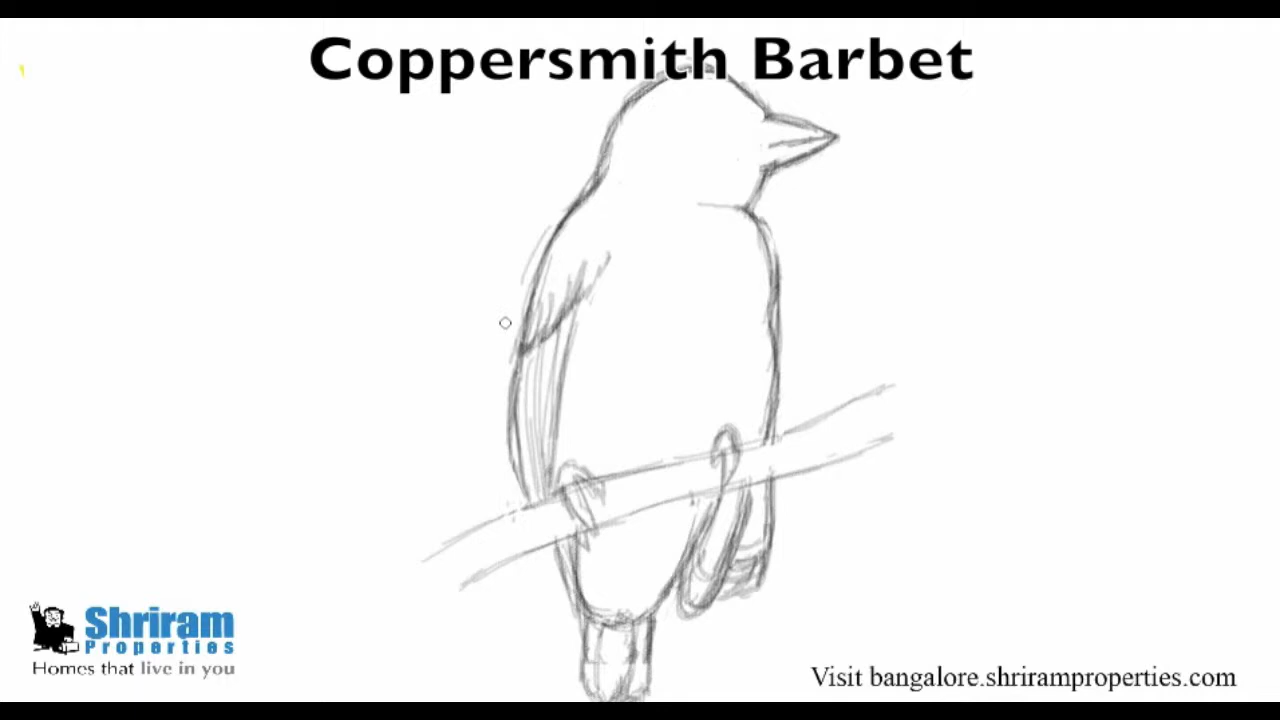 Coppersmith Barbet
Shriram
Properties
Homes that live in you
Visit bangalore.shriramproperties.com